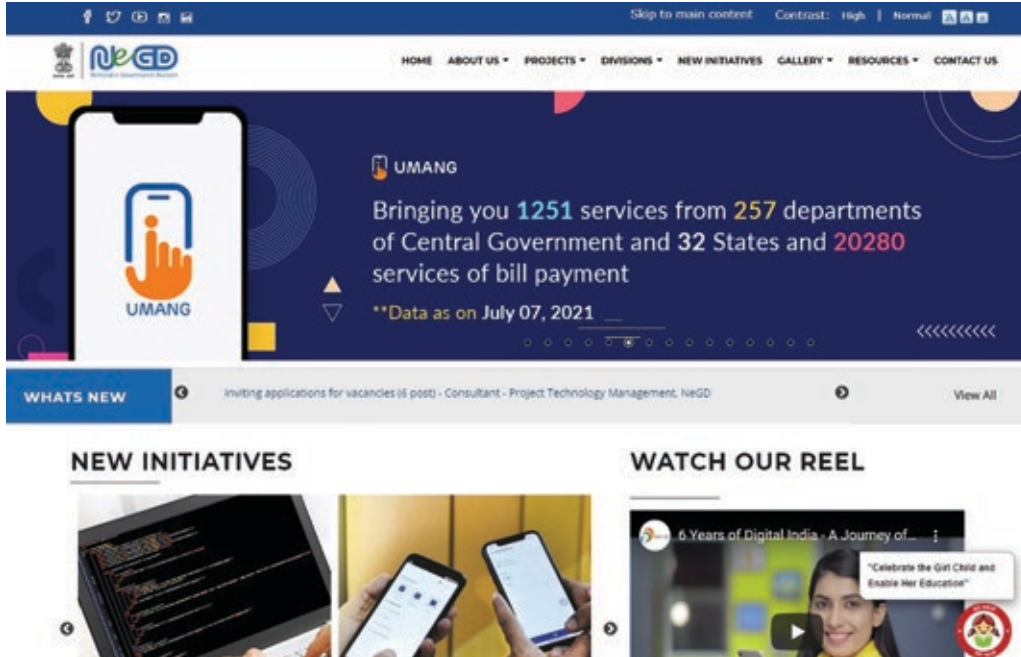 Skip to main content Contrast: High | Normal A A A
NeGD
HOME ABOUT US PROJECTS DIVISIONS NEW INITIATIVES GALLERY RESOURCES CONTACT US
UMANG
Bringing you 1251 services from 257 departments
of Central Government and 32 States and 20280
services of bill payment
**Data as on July 07, 2021
UMANG
WHATS NEW
Inviting applications for vacancies (6 post) - Consultant - Project Technology Management, NeGD
View All
NEW INITIATIVES
WATCH OUR REEL
6 Years of Digital India - A Journey of...
"Celebrate the Girl Child and
Enable Her Education"